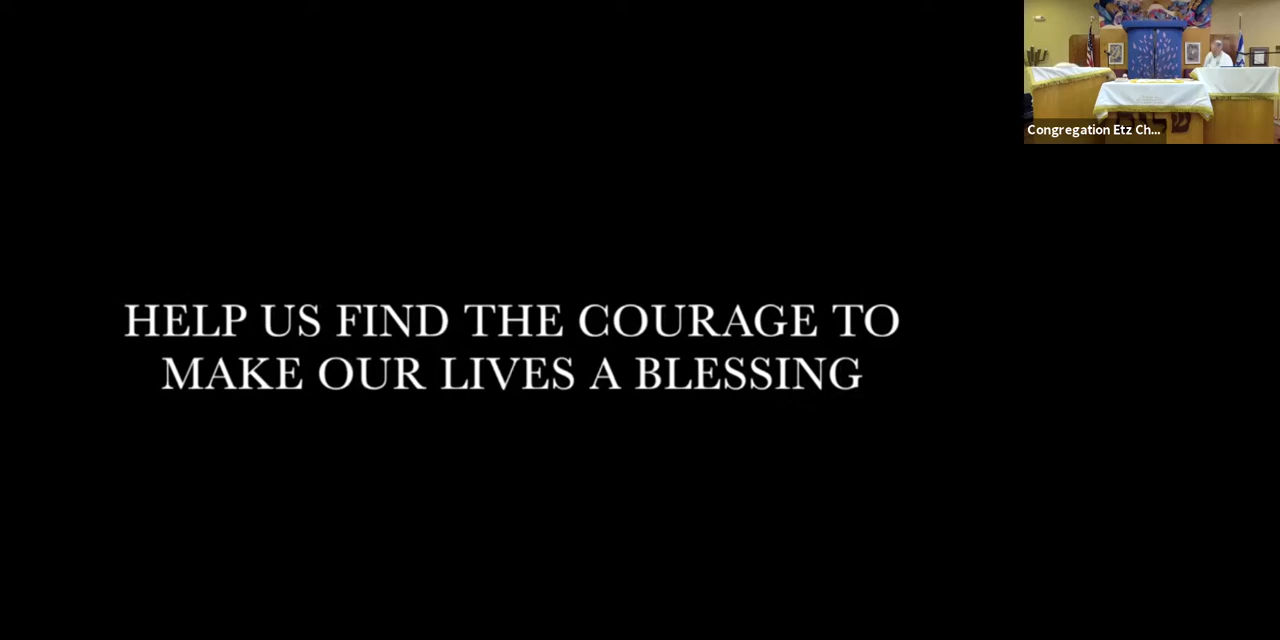 Congregation Etz Ch...
HELP US FIND THE COURAGE TO
MAKE OUR LIVES A BLESSING